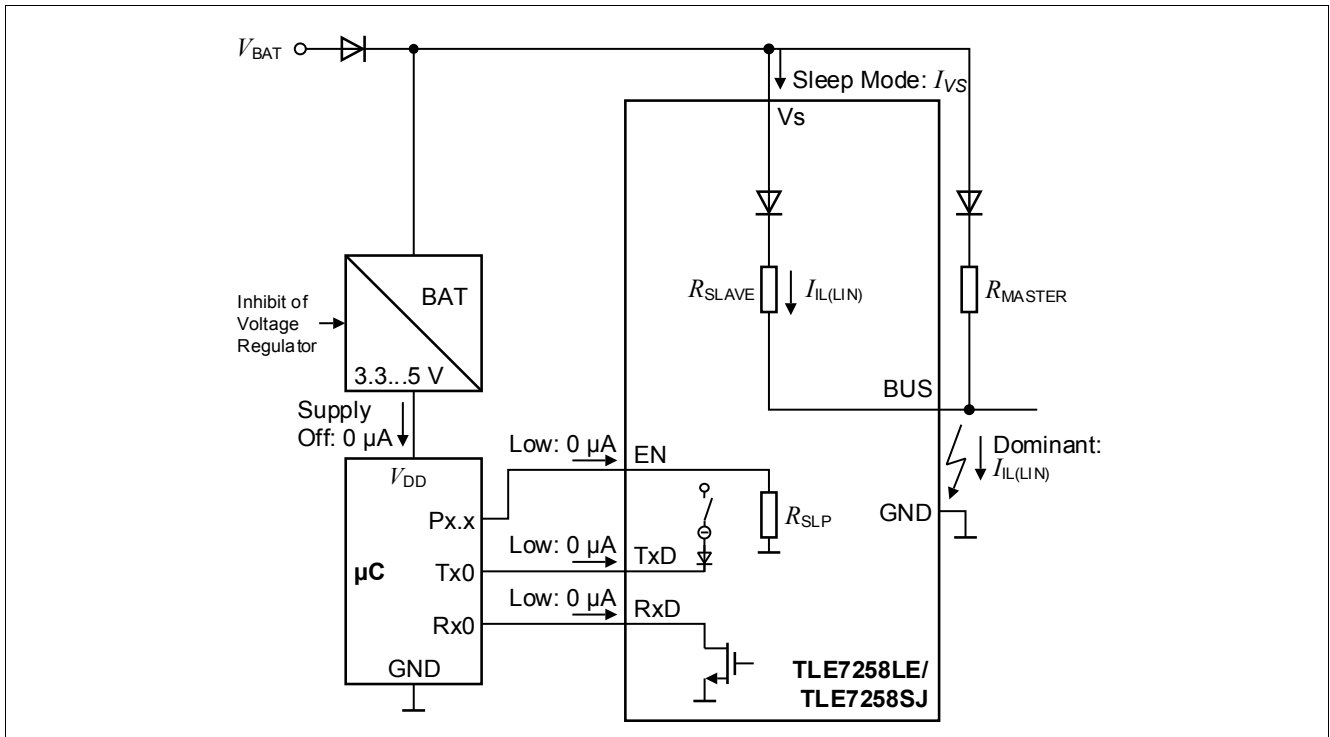 VBAT
Sleep Mode: IVS
Vs
BAT
Inhibit of
Voltage
Regulator
3.3...5 V
RSLAVE
IIL(LIN)
RMASTER
BUS
Supply
Off: 0 µA
Low: 0 µA
EN
Dominant:
IIL(LIN)
VDD
Px.x
RSLP
GND
Low: 0 µA
TxD
µC
Tx0
Low: 0 µA
RxD
Rx0
GND
TLE7258LE/
TLE7258SJ